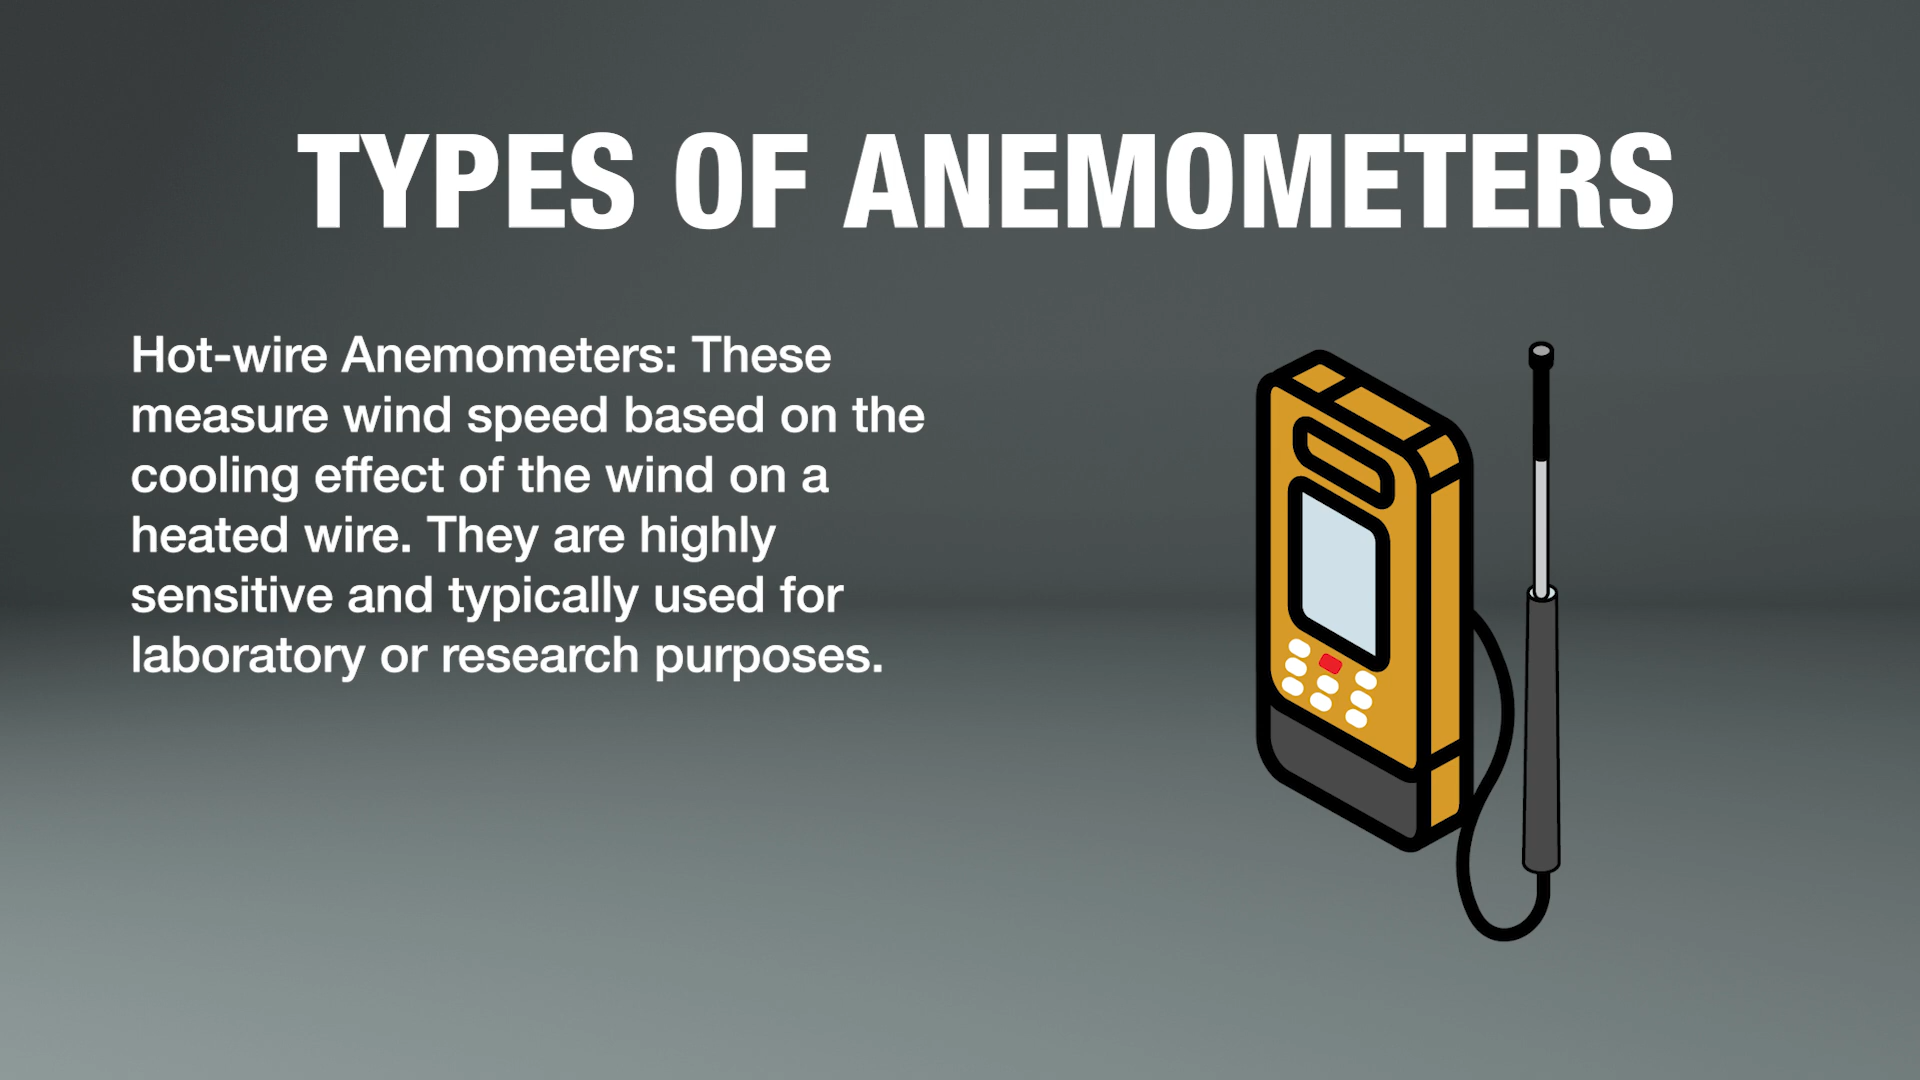 TYPES OF ANEMOMETERS
Hot-wire Anemometers: These
measure wind speed based on the
cooling effect of the wind on a
heated wire. They are highly
sensitive and typically used for
laboratory or research purposes.